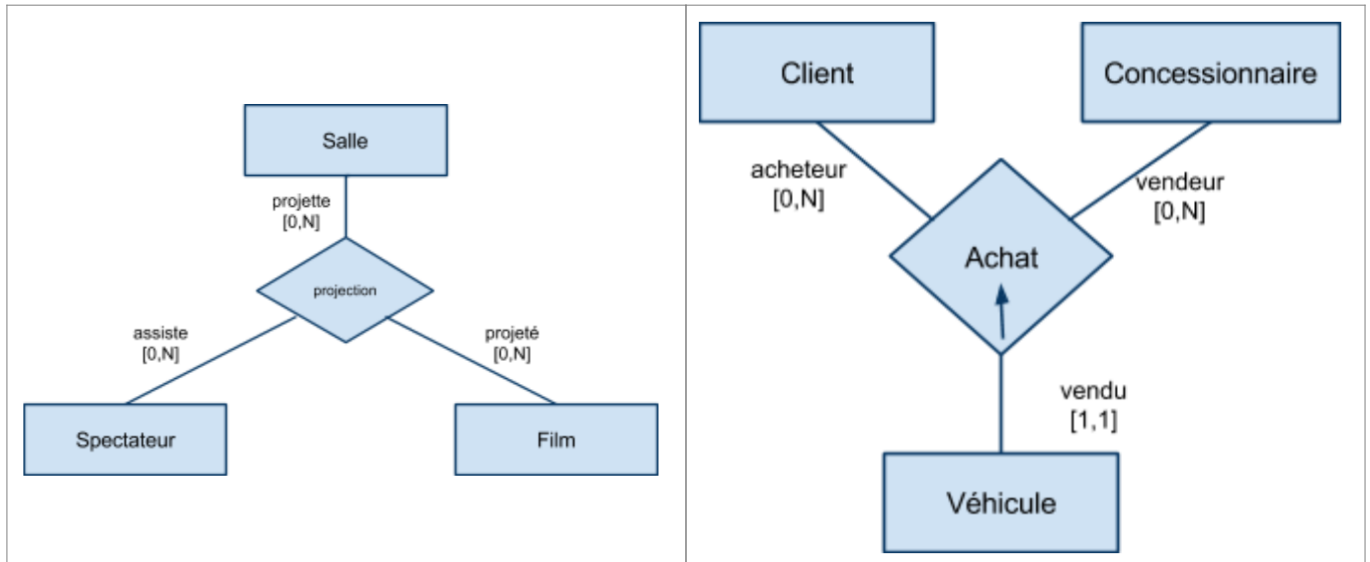 Salle
projette
[0,N]
projection
assiste
[0,N]
projeté
[0,N]
Spectateur
Film
Client
Concessionnaire
acheteur
[0,N]
vendeur
[0,N]
Achat
vendu
[1,1]
Véhicule